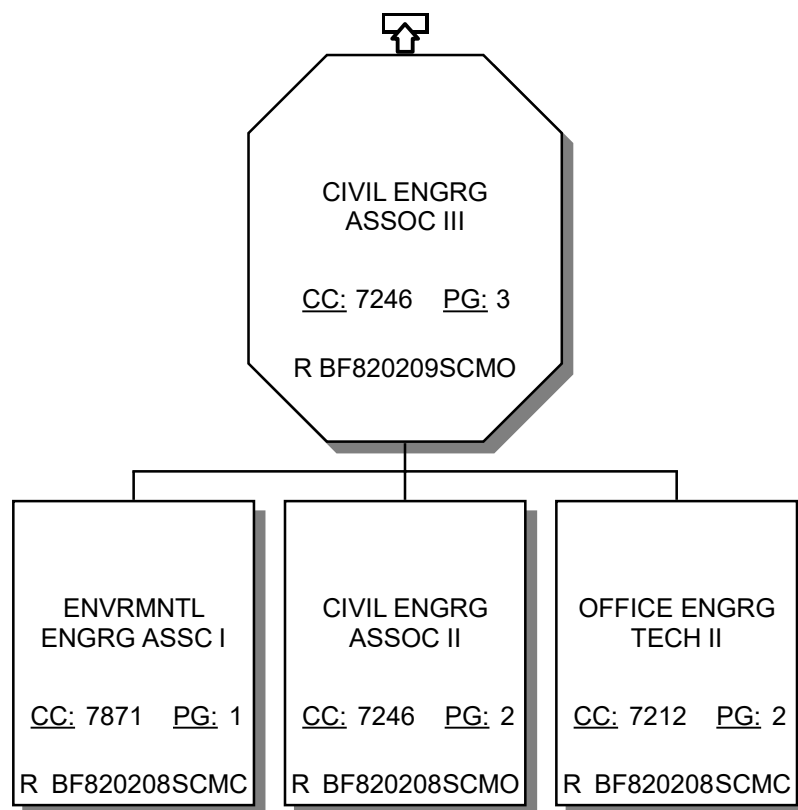 CIVIL ENGRG
ASSOC III
CC: 7246 PG: 3
R BF820209SCMO
ENVRMNTL
ENGRG ASSC I
CC: 7871 PG: 1
R BF820208SCMC
CIVIL ENGRG
ASSOC II
CC: 7246 PG: 2
R BF820208SCMO
OFFICE ENGRG
TECH II
CC: 7212 PG: 2
R BF820208SCMC